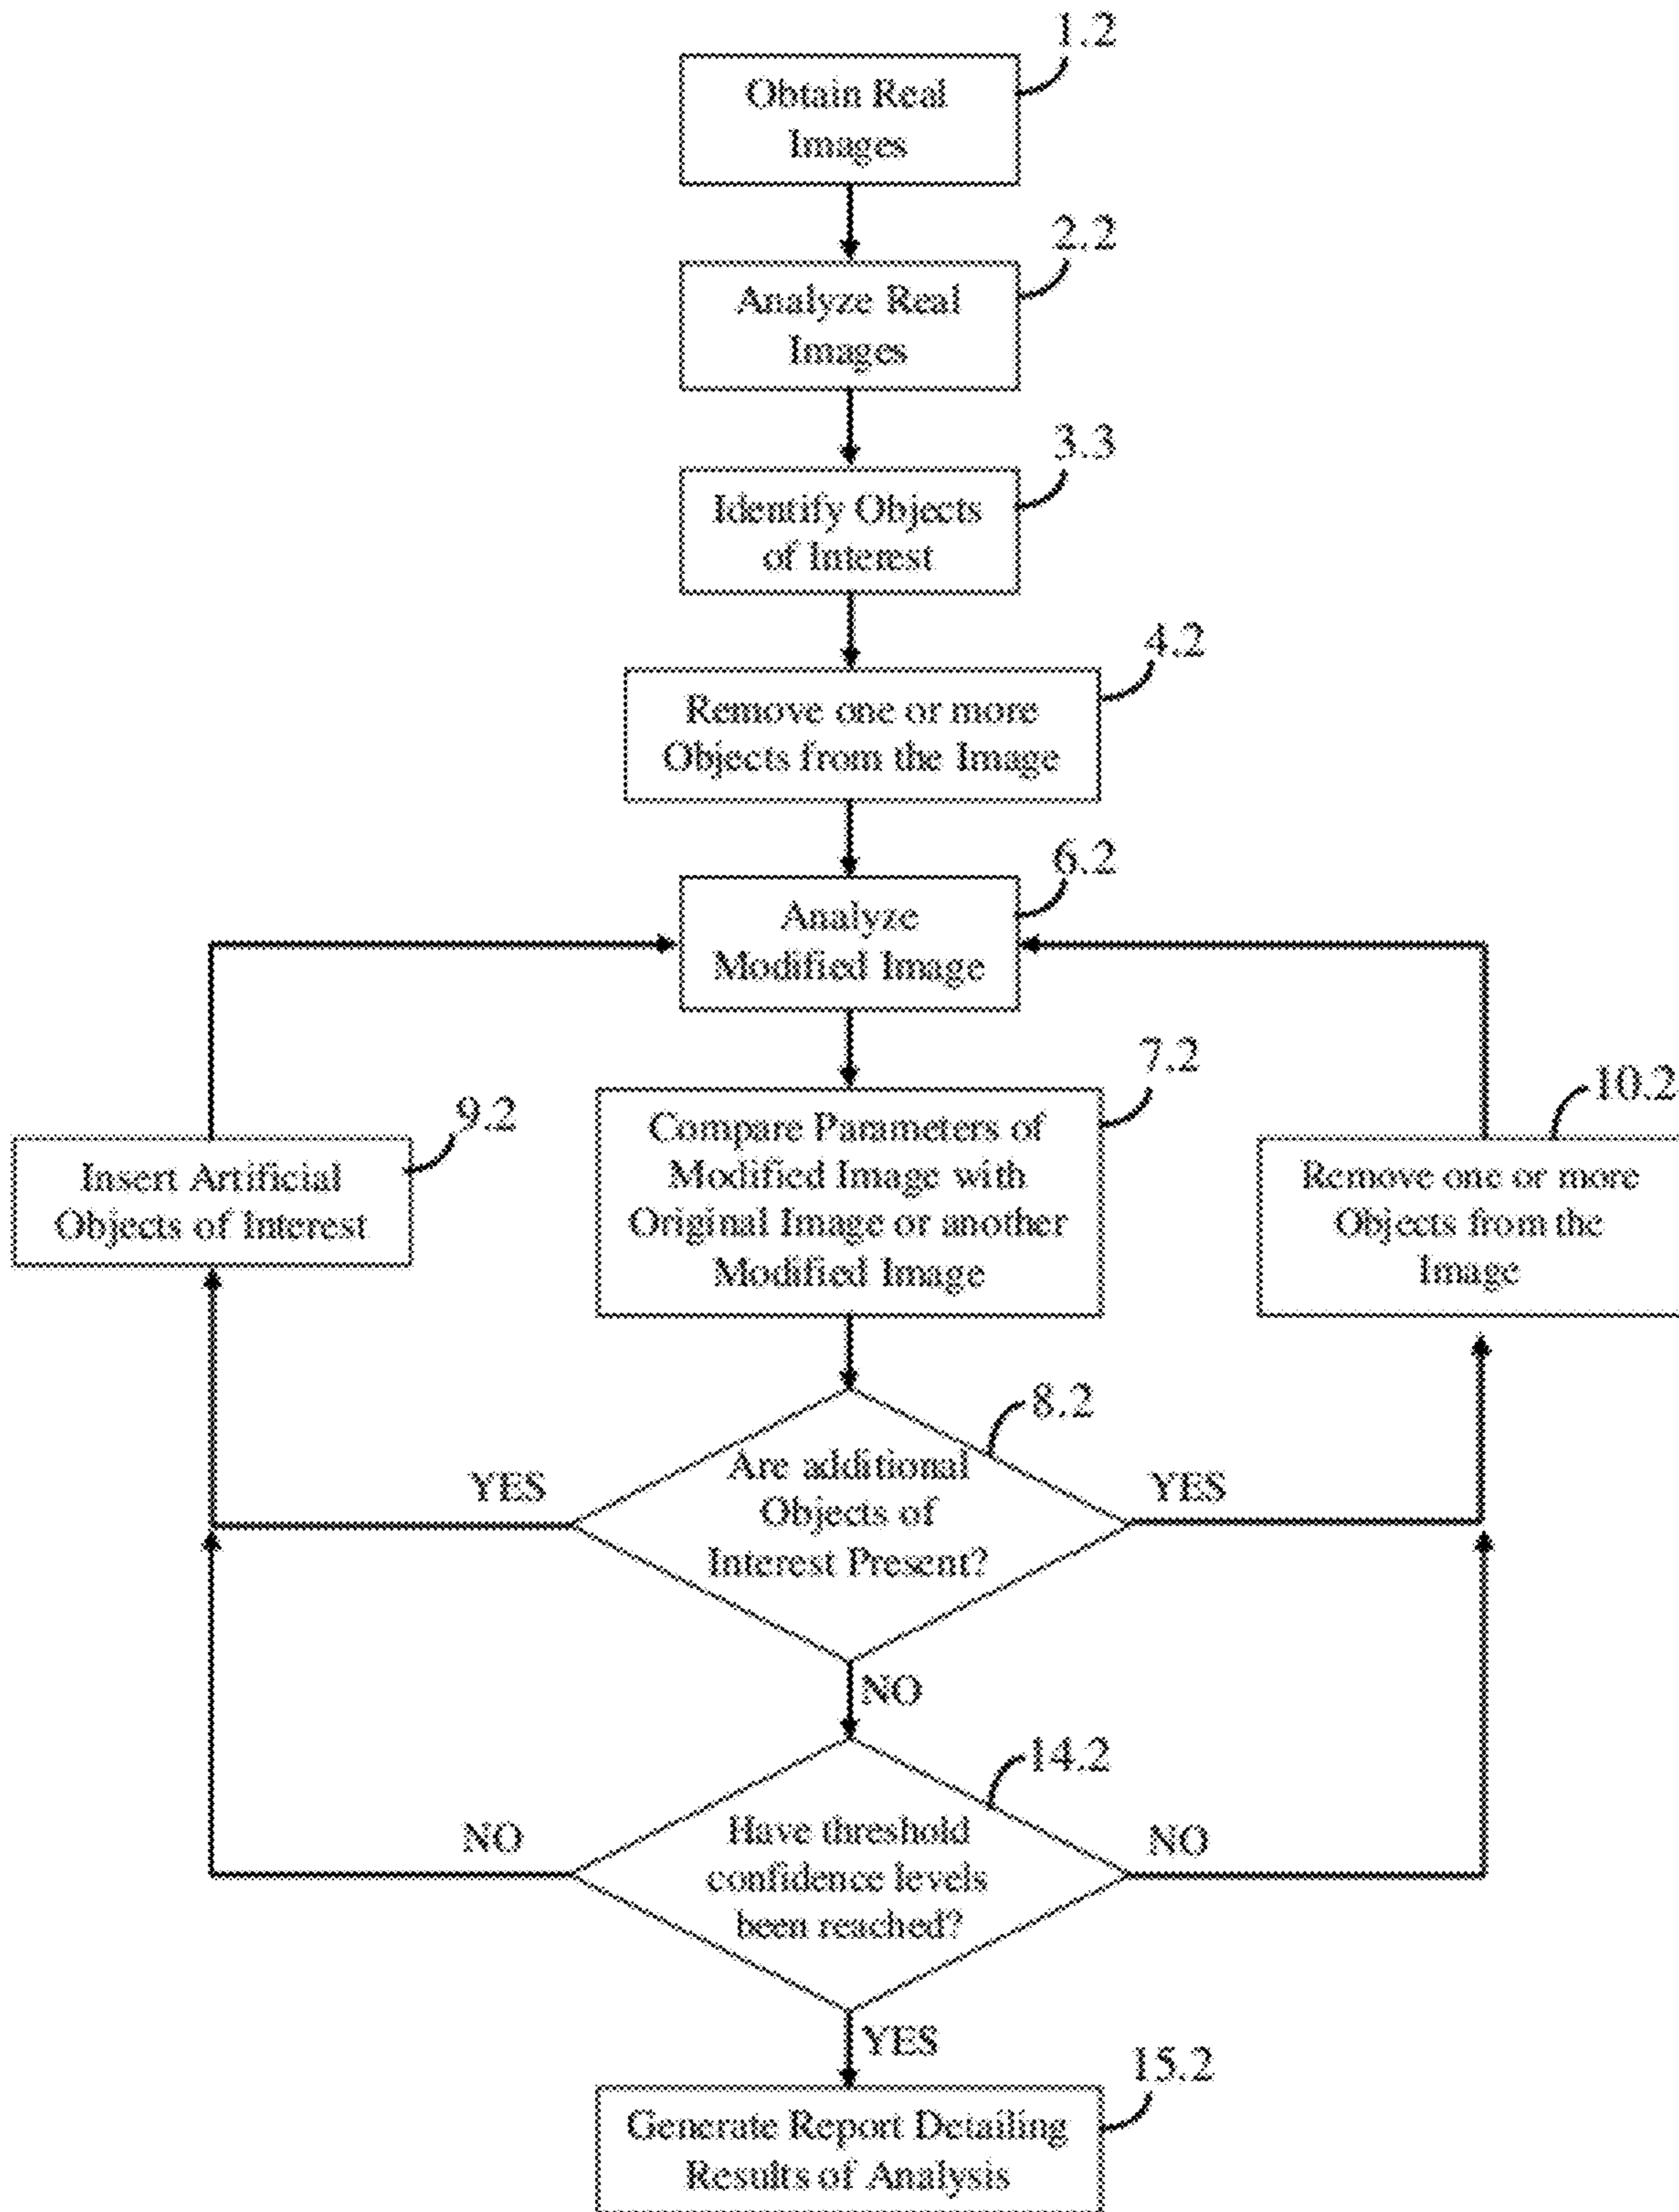 1.2
Obtain Real
Images
2.2
Analyze Real
Images
3.3
Identify Objects
of Interest
4.2
Remove one or more
Objects from the Image
6.2
Analyze
Modified Image
7.2
Compare Parameters of
Modified Image with
Original Image or another
Modified Image
9.2
Insert Artificial
Objects of Interest
10.2
Remove one or more
Objects from the
Image
8.2
Are additional
Objects of
Interest Present?
YES
YES
NO
14.2
Have threshold
confidence levels
been reached?
NO
NO
YES
15.2
Generate Report Detailing
Results of Analysis